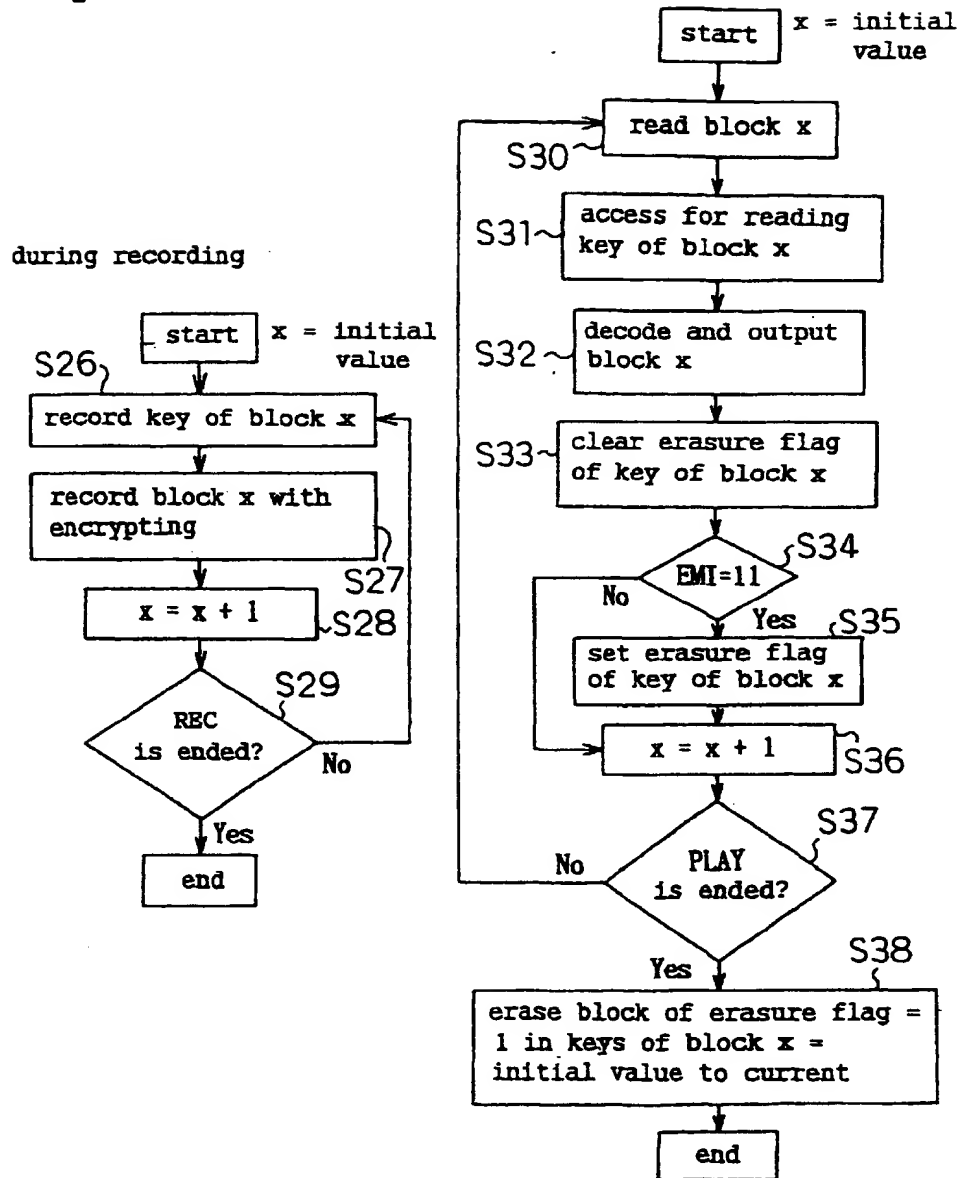 during recording
start
x = initial
value
S26
record key of block x
record block x with
encrypting
S27
x = x + 1
S28
S29
REC
is ended?
No
Yes
end
start
x = initial
value
read block x
S30
access for reading
key of block x
S31
decode and output
block x
S32
clear erasure flag
of key of block x
S33
S34
EMI=11
No
Yes
S35
set erasure flag
of key of block x
x = x + 1
S36
S37
PLAY
is ended?
No
Yes
S38
erase block of erasure flag =
1 in keys of block x =
initial value to current
end